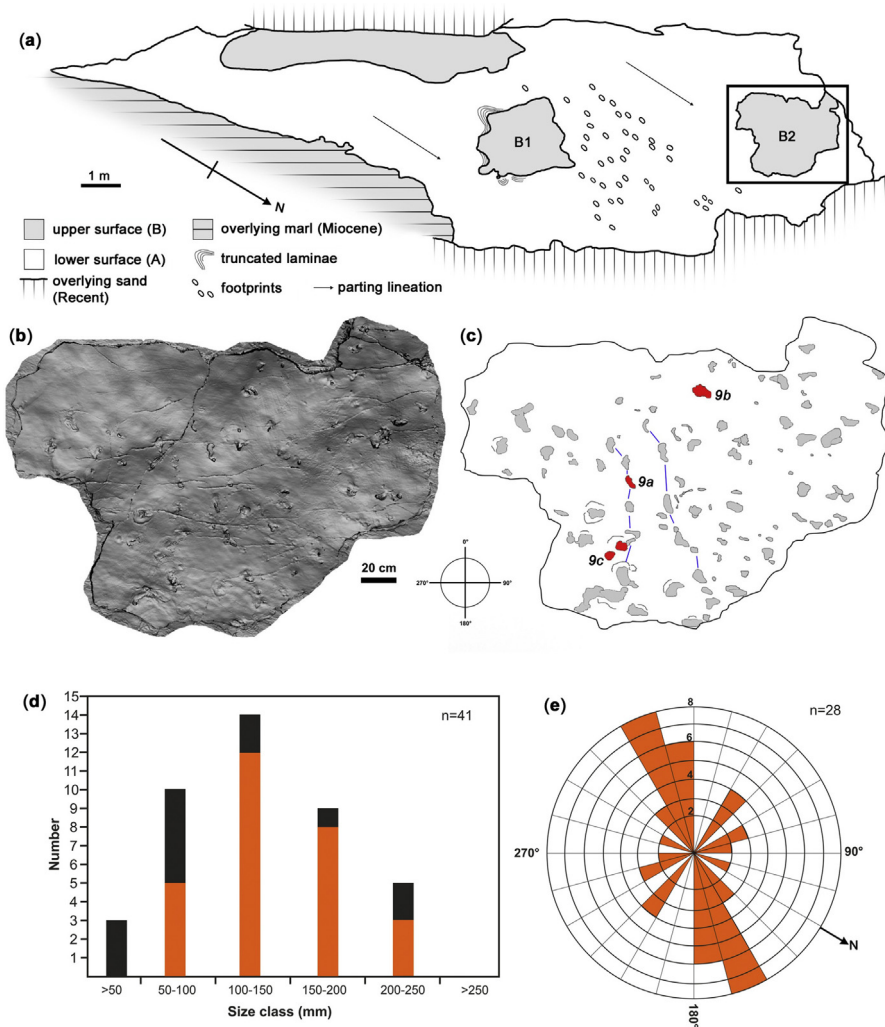 (a)
B1
B2
1 m
N
upper surface (B)
overlying marl (Miocene)
lower surface (A)
truncated laminae
overlying sand
(Recent)
footprints
parting lineation
(b)
(c)
9b
9a
9c
20 cm
0°
270°
90°
180°
(d)
n=41
15
14
13
12
11
10
9
8
7
6
5
4
3
2
1
Number
>50
50-100
100-150
150-200
200-250
>250
Size class (mm)
(e)
n=28
8
6
4
2
270°
90°
N
180°